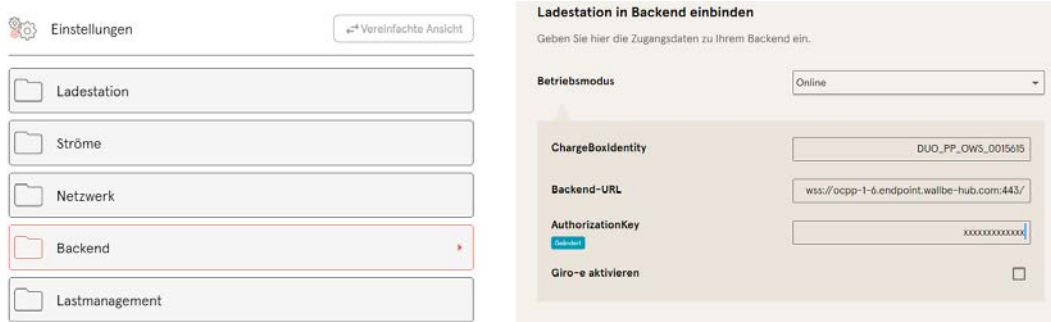 Einstellungen
Vereinfachte Ansicht
Ladestation
Ströme
Netzwerk
Backend
Lastmanagement
Ladestation in Backend einbinden
Geben Sie hier die Zugangsdaten zu Ihrem Backend ein.
Betriebsmodus
Online
ChargeBoxIdentity
DUO_PP_OWS_0015615
Backend-URL
wss://ocpp-1-6.endpoint.wallbe-hub.com:443/
AuthorizationKey
xxxxxxxxxxxxx
Geändert
Giro-e aktivieren